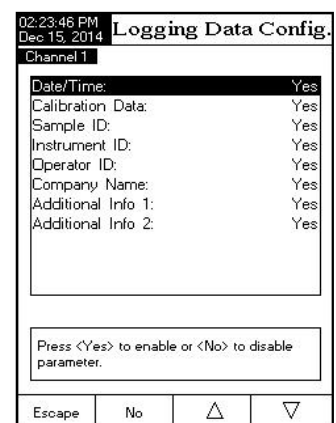 02:23:46 PM
Dec 15, 2014
Logging Data Config.
Channel 1
Date/Time: Yes
Calibration Data: Yes
Sample ID: Yes
Instrument ID: Yes
Operator ID: Yes
Company Name: Yes
Additional Info 1: Yes
Additional Info 2: Yes
Press <Yes> to enable or <No> to disable
parameter.
Escape No △ ▽